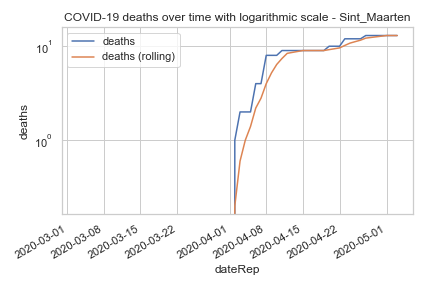 COVID-19 deaths over time with logarithmic scale - Sint_Maarten
deaths
deaths (rolling)
10¹
10⁰
deaths
2020-03-01
2020-03-08
2020-03-15
2020-03-22
2020-04-01
2020-04-08
2020-04-15
2020-04-22
2020-05-01
dateRep